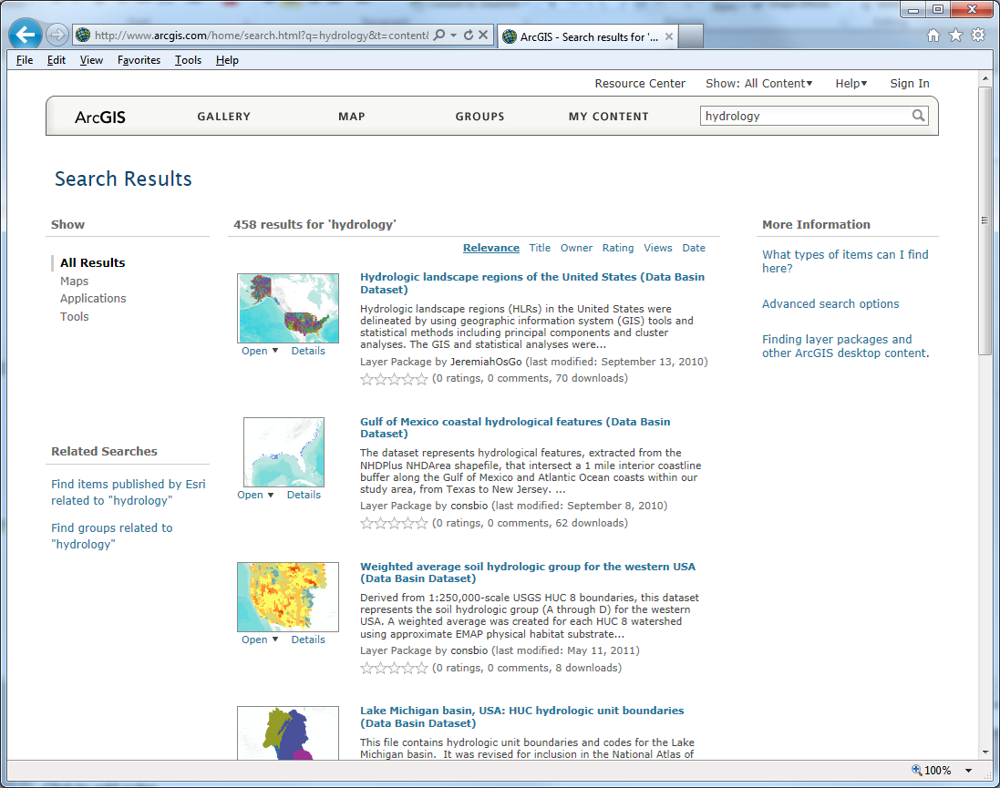 http://www.arcgis.com/home/search.html?q=hydrology&t=content&
ArcGIS - Search results for '...
File Edit View Favorites Tools Help
Resource Center Show: All Content▾ Help▾ Sign In
ArcGIS GALLERY MAP GROUPS MY CONTENT hydrology
Search Results
Show
All Results
Maps
Applications
Tools
Related Searches
Find items published by Esri
related to "hydrology"
Find groups related to
"hydrology"
458 results for 'hydrology'
Relevance Title Owner Rating Views Date
Hydrologic landscape regions of the United States (Data Basin
Dataset)
Hydrologic landscape regions (HLRs) in the United States were
delineated by using geographic information system (GIS) tools and
statistical methods including principal components and cluster
analyses. The GIS and statistical analyses were...
Layer Package by JeremiahOsGo (last modified: September 13, 2010)
(0 ratings, 0 comments, 70 downloads)
Open ▾ Details
Gulf of Mexico coastal hydrological features (Data Basin
Dataset)
The dataset represents hydrological features, extracted from the
NHDPlus NHDArea shapefile, that intersect a 1 mile interior coastline
buffer along the Gulf of Mexico and Atlantic Ocean coasts within our
study area, from Texas to New Jersey. ...
Layer Package by consbio (last modified: September 8, 2010)
(0 ratings, 0 comments, 62 downloads)
Open ▾ Details
Weighted average soil hydrologic group for the western USA
(Data Basin Dataset)
Derived from 1:250,000-scale USGS HUC 8 boundaries, this dataset
represents the soil hydrologic group (A through D) for the western
USA. A weighted average was created for each HUC 8 watershed
using approximate EMAP physical habitat substrate...
Layer Package by consbio (last modified: May 11, 2011)
(0 ratings, 0 comments, 8 downloads)
Open ▾ Details
Lake Michigan basin, USA: HUC hydrologic unit boundaries
(Data Basin Dataset)
This file contains hydrologic unit boundaries and codes for the Lake
Michigan basin. It was revised for inclusion in the National Atlas of
More Information
What types of items can I find
here?
Advanced search options
Finding layer packages and
other ArcGIS desktop content.
100%